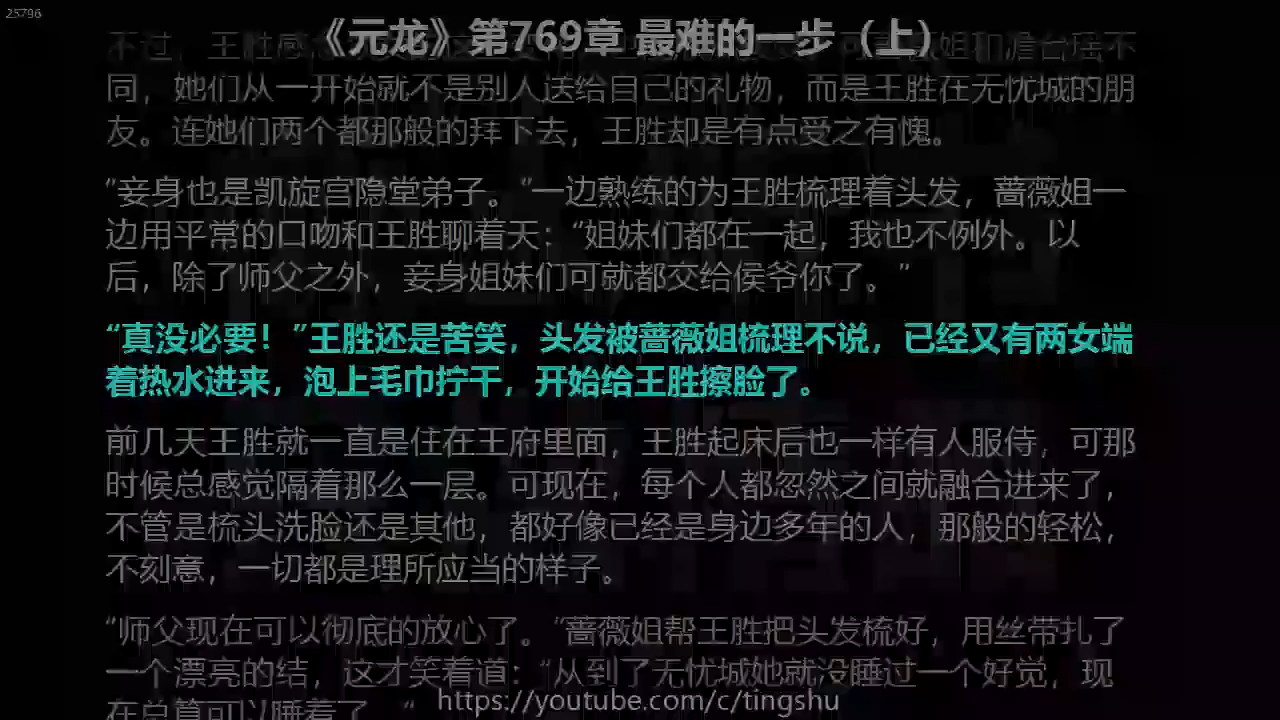 25796
《元龙》第769章 最难的一步（上）
不过，王胜感
姐和澹台瑶不
同，她们从一开始就不是别人送给自己的礼物，而是王胜在无忧城的朋
友。连她们两个都那般的拜下去，王胜却是有点受之有愧。
“妾身也是凯旋宫隐堂弟子。”一边熟练的为王胜梳理着头发，蔷薇姐一
边用平常的口吻和王胜聊着天：“姐妹们都在一起，我也不例外。以
后，除了师父之外，妾身姐妹们可就都交给侯爷你了。”
“真没必要！”王胜还是苦笑，头发被蔷薇姐梳理不说，已经又有两女端
着热水进来，泡上毛巾拧干，开始给王胜擦脸了。
前几天王胜就一直是住在王府里面，王胜起床后也一样有人服侍，可那
时候总感觉隔着那么一层。可现在，每个人都忽然之间就融合进来了，
不管是梳头洗脸还是其他，都好像已经是身边多年的人，那般的轻松，
不刻意，一切都是理所应当的样子。
“师父现在可以彻底的放心了。”蔷薇姐帮王胜把头发梳好，用丝带扎了
一个漂亮的结，这才笑着道：“从到了无忧城她就没睡过一个好觉，现
在总算可以睡着了。“
https://youtube.com/c/tingshu